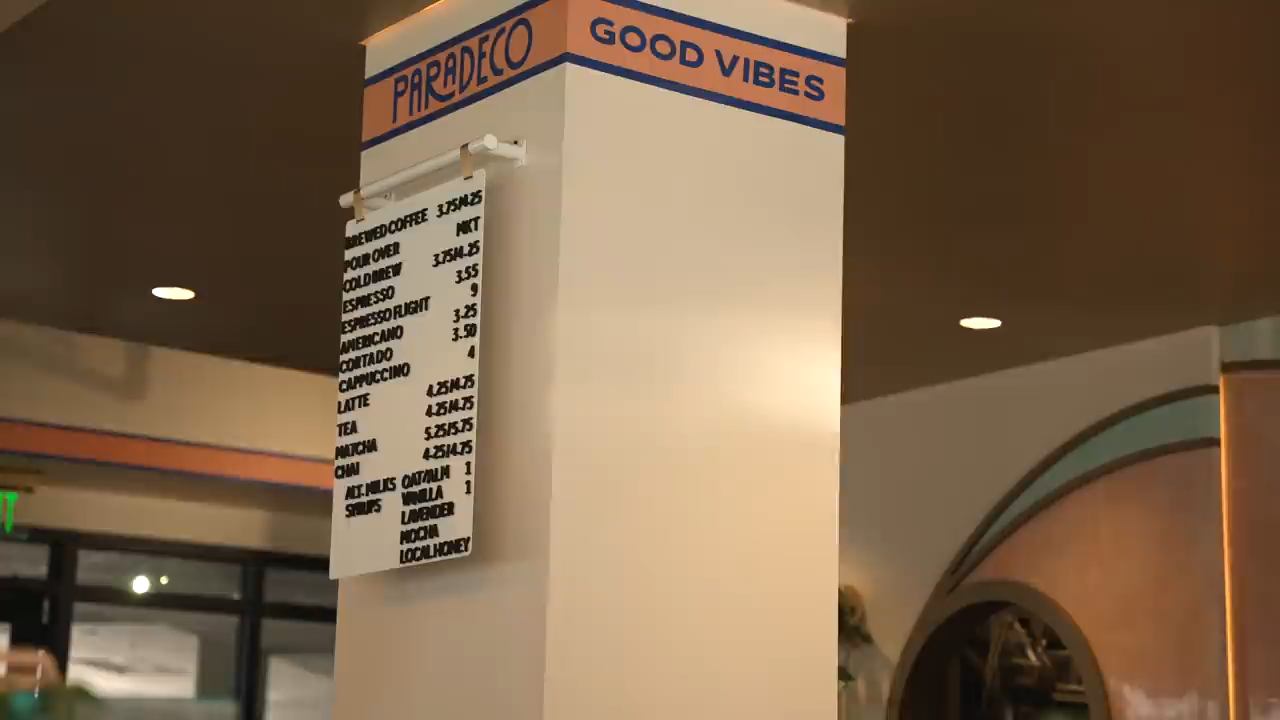 PARADECO
GOOD VIBES
BREWED COFFEE 3.75/4.25
POUR OVER MKT
COLD BREW 3.75/4.25
ESPRESSO 3.55
ESPRESSO FLIGHT 9
AMERICANO 3.25
CORTADO 3.50
CAPPUCCINO 4
LATTE 4.25/4.75
TEA 4.25/4.75
MATCHA 5.25/5.75
CHAI 4.25/4.75
ALT. MILKS OAT/ALM 1
SYRUPS VANILLA 1
LAVENDER
MOCHA
LOCAL HONEY